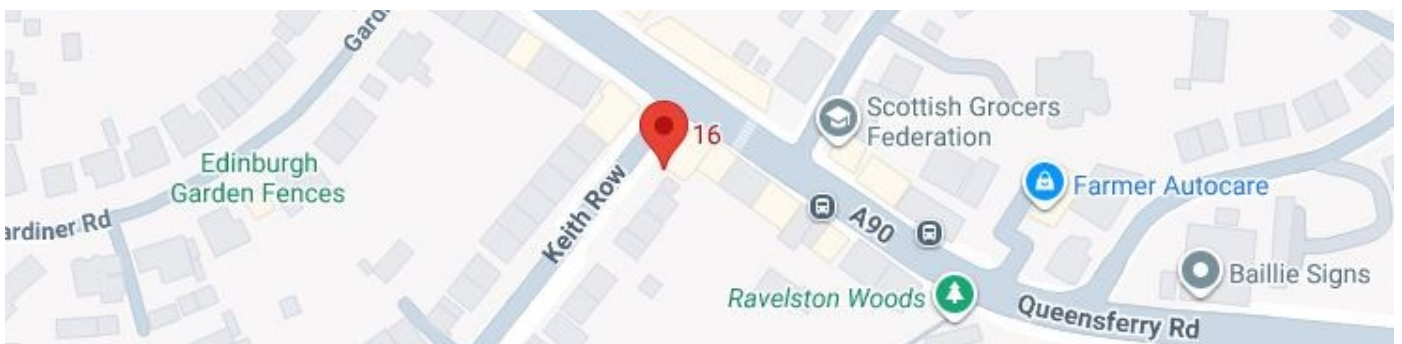 Gardi
Scottish Grocers
Federation
16
Edinburgh
Garden Fences
Farmer Autocare
ardiner Rd
Keith Row
A90
Baillie Signs
Ravelston Woods
Queensferry Rd